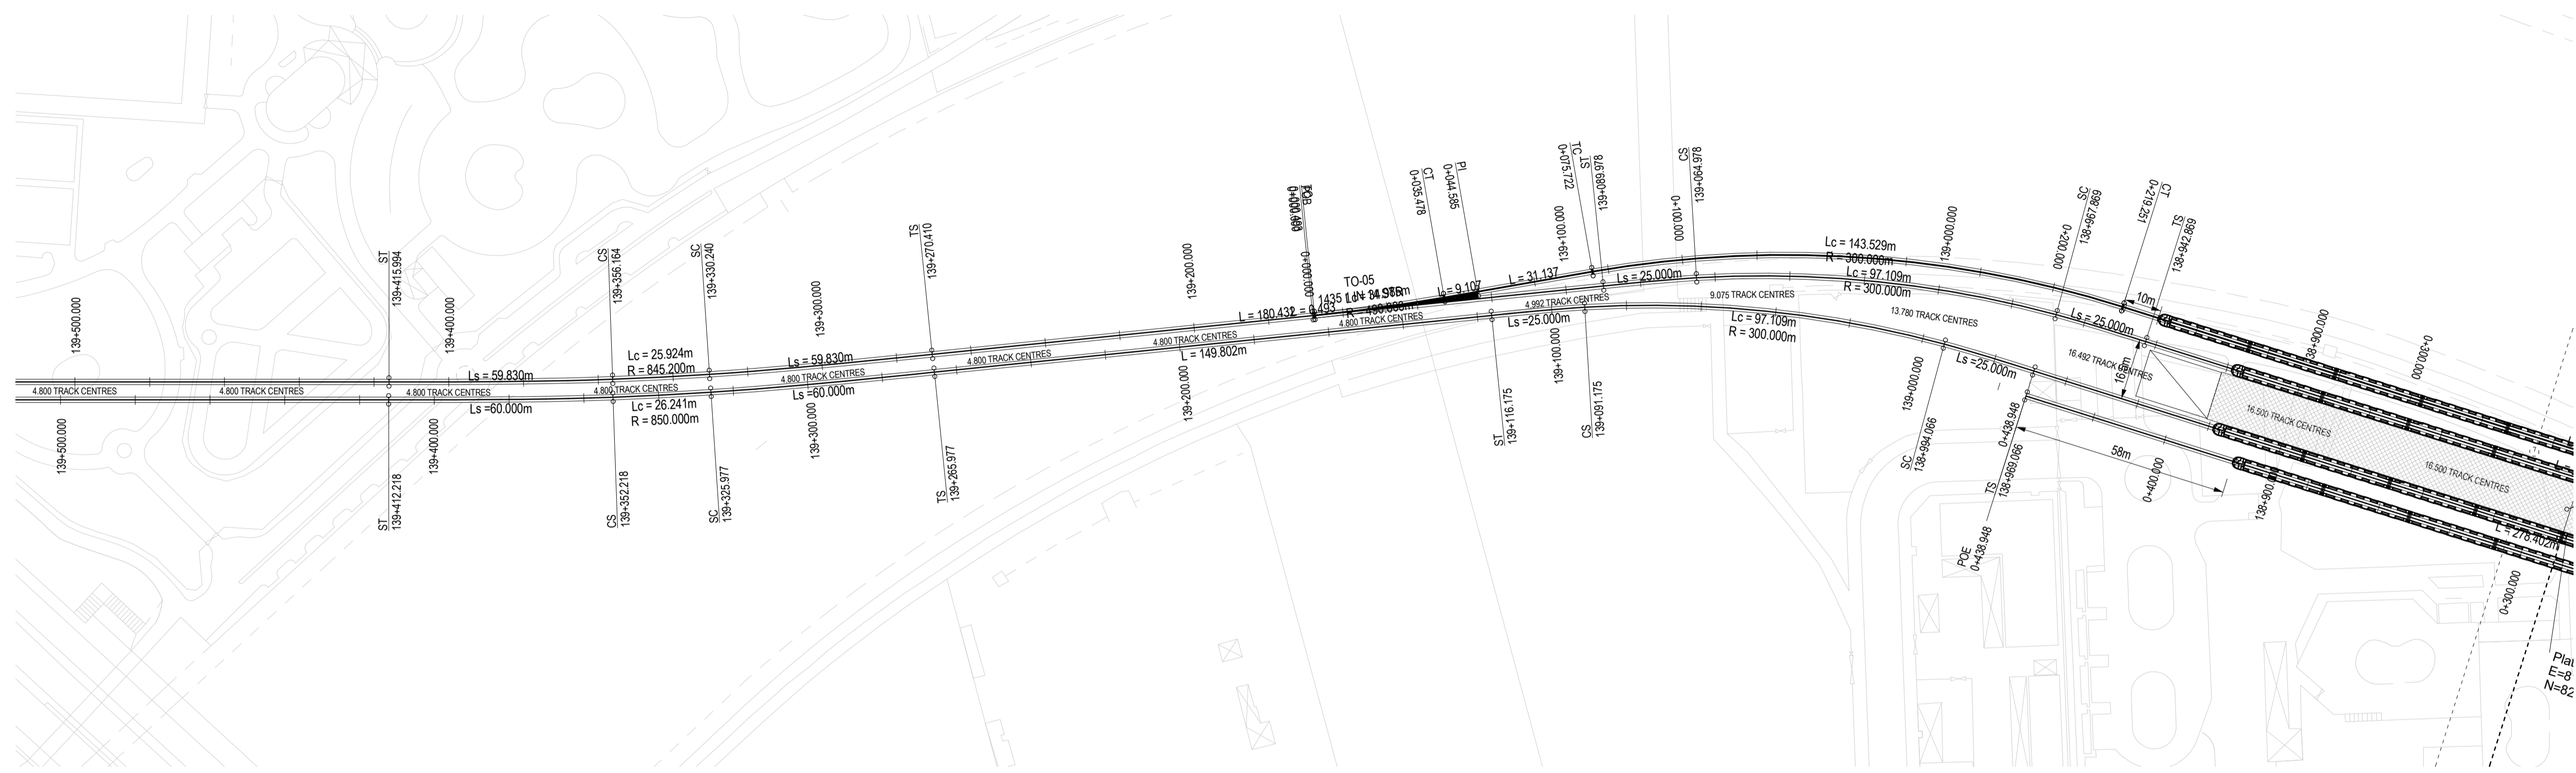 ST
139+415.994
139+500.000
139+400.000
CS
139+356.164
SC
139+330.240
TS
139+270.410
139+300.000
139+200.000
0+000.000
CT
0+035.478
PI
0+044.585
TC
0+075.722
ST
139+089.978
139+100.000
CS
139+064.978
0+100.000
139+000.000
0+200.000
CS
138+967.869
CT
0+219.251
TS
138+942.869
138+900.000
0+300.000
4.800 TRACK CENTRES
4.800 TRACK CENTRES
4.800 TRACK CENTRES
4.800 TRACK CENTRES
4.800 TRACK CENTRES
4.800 TRACK CENTRES
4.800 TRACK CENTRES
4.800 TRACK CENTRES
4.992 TRACK CENTRES
9.075 TRACK CENTRES
13.780 TRACK CENTRES
16.492 TRACK CENTRES
16.500 TRACK CENTRES
16.500 TRACK CENTRES
Ls = 59.830m
Lc = 25.924m
R = 845.200m
Ls = 59.830m
L = 180.432
TO-05
L = 9.107
L = 31.137
Ls = 25.000m
Lc = 143.529m
R = 300.000m
Lc = 97.109m
R = 300.000m
Ls = 25.000m
10m
Ls =60.000m
Lc = 26.241m
R = 850.000m
Ls =60.000m
L = 149.802m
Ls =25.000m
Lc = 97.109m
R = 300.000m
Ls =25.000m
58m
L = 278.402m
139+500.000
139+400.000
ST
139+412.218
CS
139+352.218
SC
139+325.977
139+300.000
TS
139+265.977
139+200.000
ST
139+116.175
139+100.000
CS
139+091.175
139+000.000
SC
138+994.066
TS
138+969.066
0+438.948
POE
0+438.948
0+400.000
0+300.000